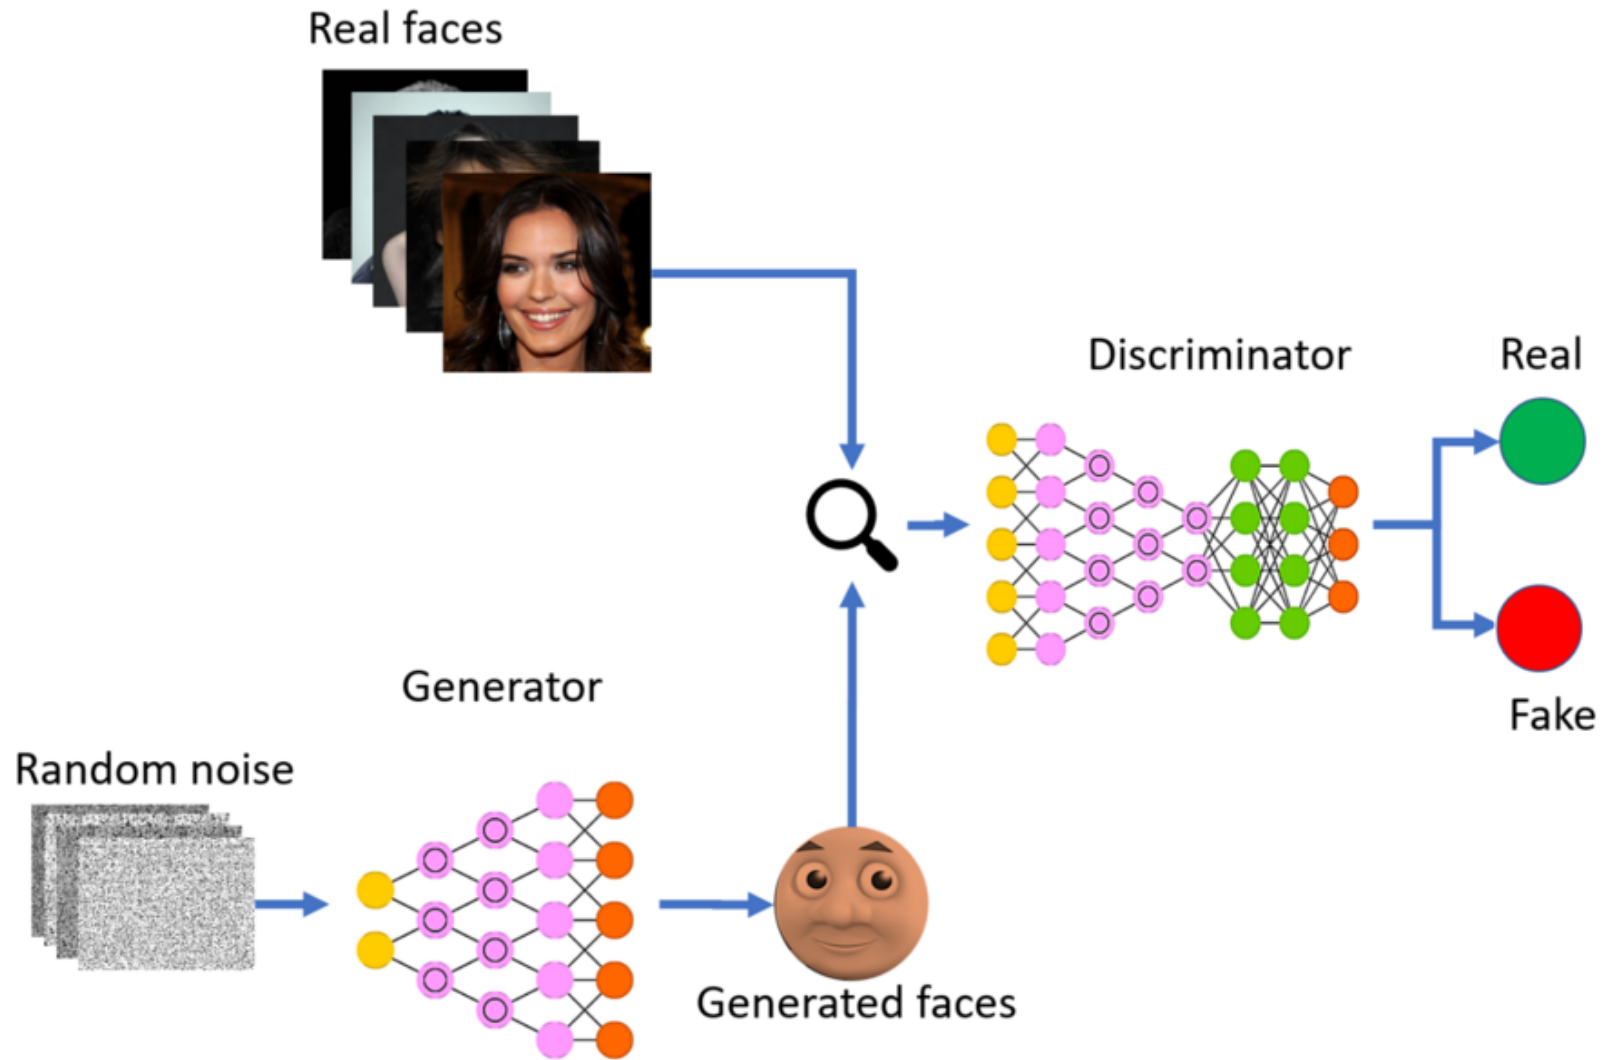 Real faces
Discriminator
Real
Fake
Generator
Random noise
Generated faces